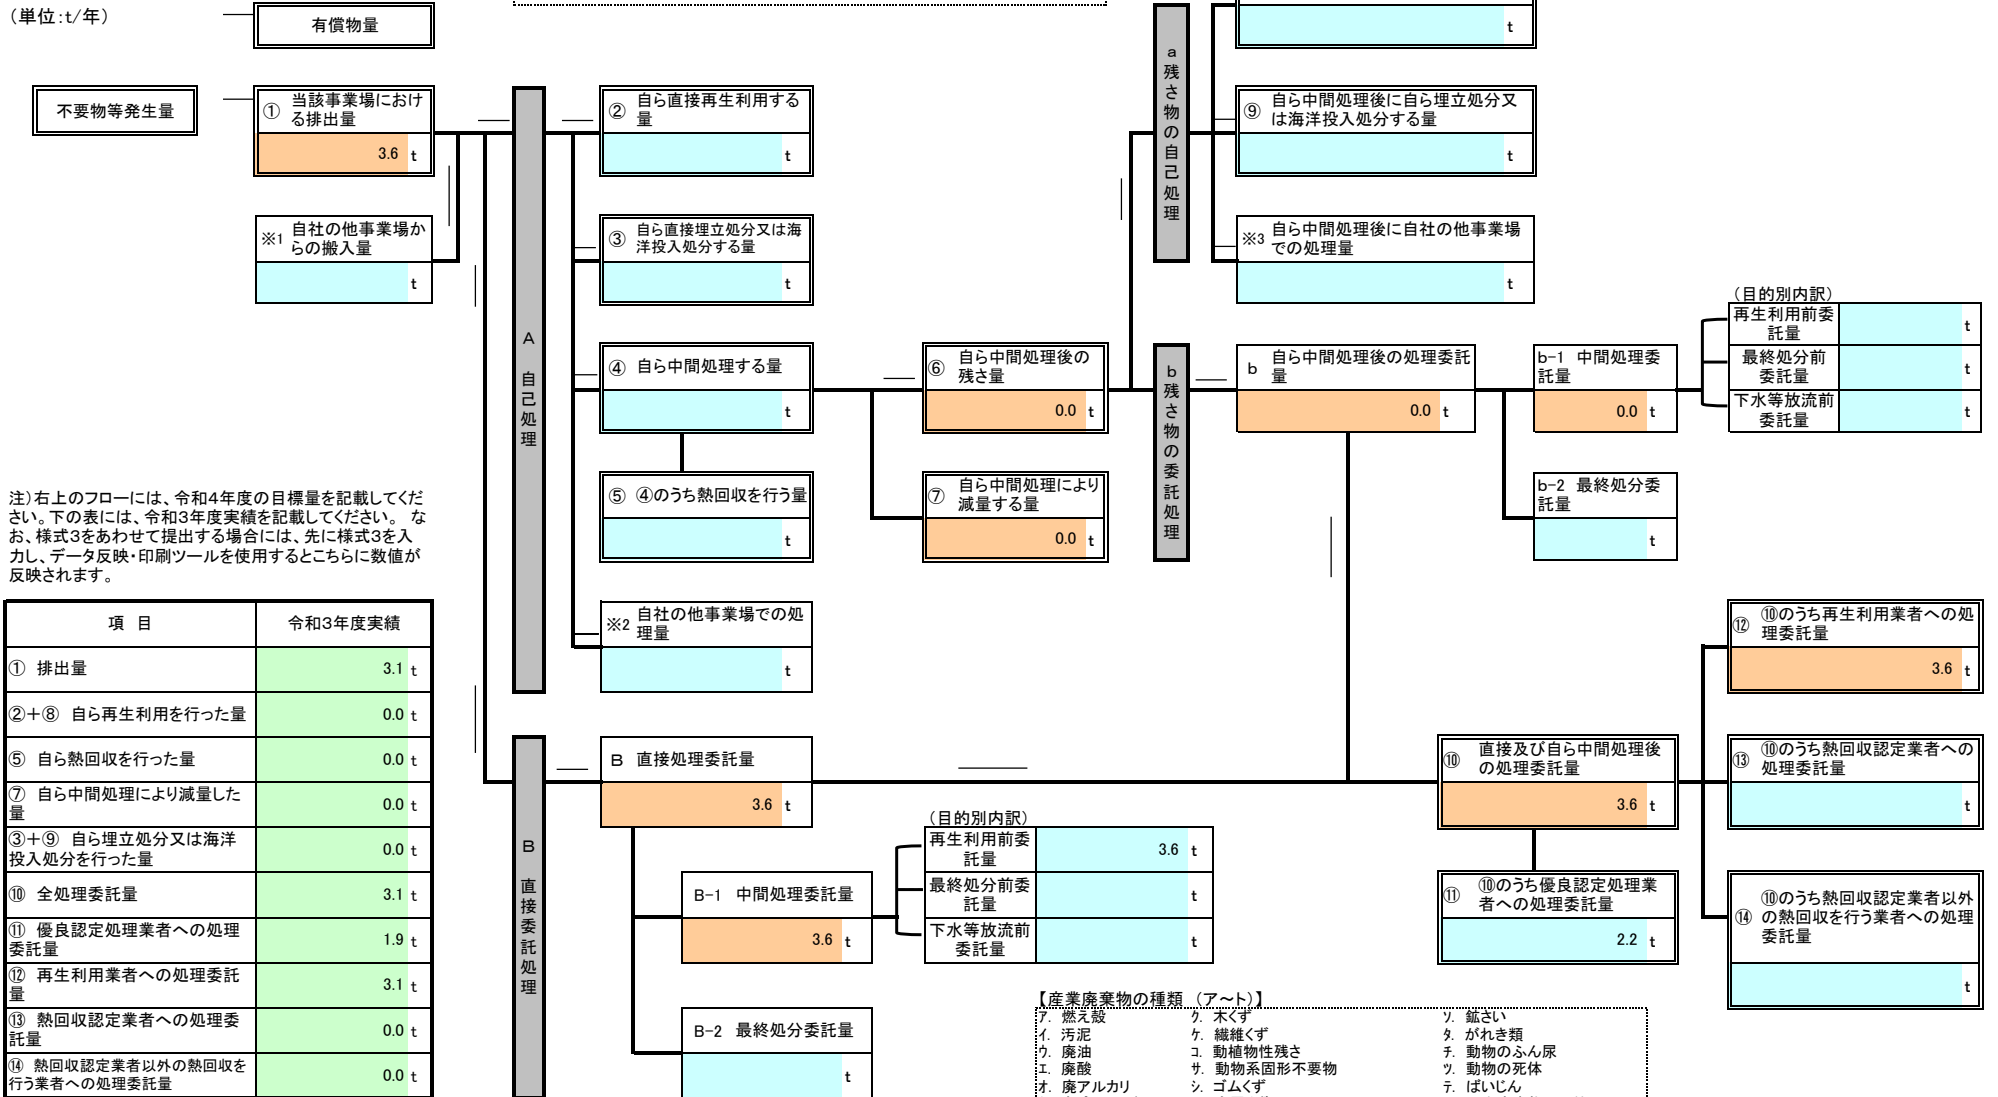 （単位:t/年）
有償物量
t
不要物等発生量
① 当該事業場におけ
る排出量
3.6 t
※1 自社の他事業場か
らの搬入量
t
A 自己処理
② 自ら直接再生利用する
量
t
③ 自ら直接埋立処分又は海
洋投入処分する量
t
④ 自ら中間処理する量
t
⑤ ④のうち熱回収を行う量
t
※2 自社の他事業場での処
理量
t
⑥ 自ら中間処理後の
残さ量
0.0 t
⑦ 自ら中間処理により
減量する量
0.0 t
a 残さ物の自己処理
⑨ 自ら中間処理後に自ら埋立処分又
は海洋投入処分する量
t
※3 自ら中間処理後に自社の他事業場
での処理量
t
b 残さ物の委託処理
b 自ら中間処理後の処理委託
量
0.0 t
b-1 中間処理委
託量
0.0 t
b-2 最終処分委
託量
t
（目的別内訳）
再生利用前委
託量
t
最終処分前
委託量
t
下水等放流前
委託量
t
注）右上のフローには、令和4年度の目標量を記載してくだ
さい。下の表には、令和3年度実績を記載してください。 な
お、様式3をあわせて提出する場合には、先に様式3を入
力し、データ反映・印刷ツールを使用するとこちらに数値が
反映されます。
項 目 令和3年度実績
① 排出量 3.1 t
②＋⑧ 自ら再生利用を行った量 0.0 t
⑤ 自ら熱回収を行った量 0.0 t
⑦ 自ら中間処理により減量した
量 0.0 t
③＋⑨ 自ら埋立処分又は海洋
投入処分を行った量 0.0 t
⑩ 全処理委託量 3.1 t
⑪ 優良認定処理業者への処理
委託量 1.9 t
⑫ 再生利用業者への処理委託
量 3.1 t
⑬ 熱回収認定業者への処理委
託量 0.0 t
⑭ 熱回収認定業者以外の熱回収を
行う業者への処理委託量 0.0 t
B 直接委託処理
B 直接処理委託量
3.6 t
B-1 中間処理委託量
3.6 t
B-2 最終処分委託量
t
（目的別内訳）
再生利用前委
託量
3.6 t
最終処分前委
託量
t
下水等放流前
委託量
t
⑩ 直接及び自ら中間処理後
の処理委託量
3.6 t
⑪ ⑩のうち優良認定処理業
者への処理委託量
2.2 t
⑫ ⑩のうち再生利用業者への処
理委託量
3.6 t
⑬ ⑩のうち熱回収認定業者への
処理委託量
t
⑭ ⑩のうち熱回収認定業者以外
の熱回収を行う業者への処理
委託量
t
【産業廃棄物の種類 （ア～ト）】
ア. 燃え殻 ク. 木くず ソ. 鉱さい
イ. 汚泥 ケ. 繊維くず タ. がれき類
ウ. 廃油 コ. 動植物性残さ チ. 動物のふん尿
エ. 廃酸 サ. 動物系固形不要物 ツ. 動物の死体
オ. 廃アルカリ シ. ゴムくず テ. ばいじん